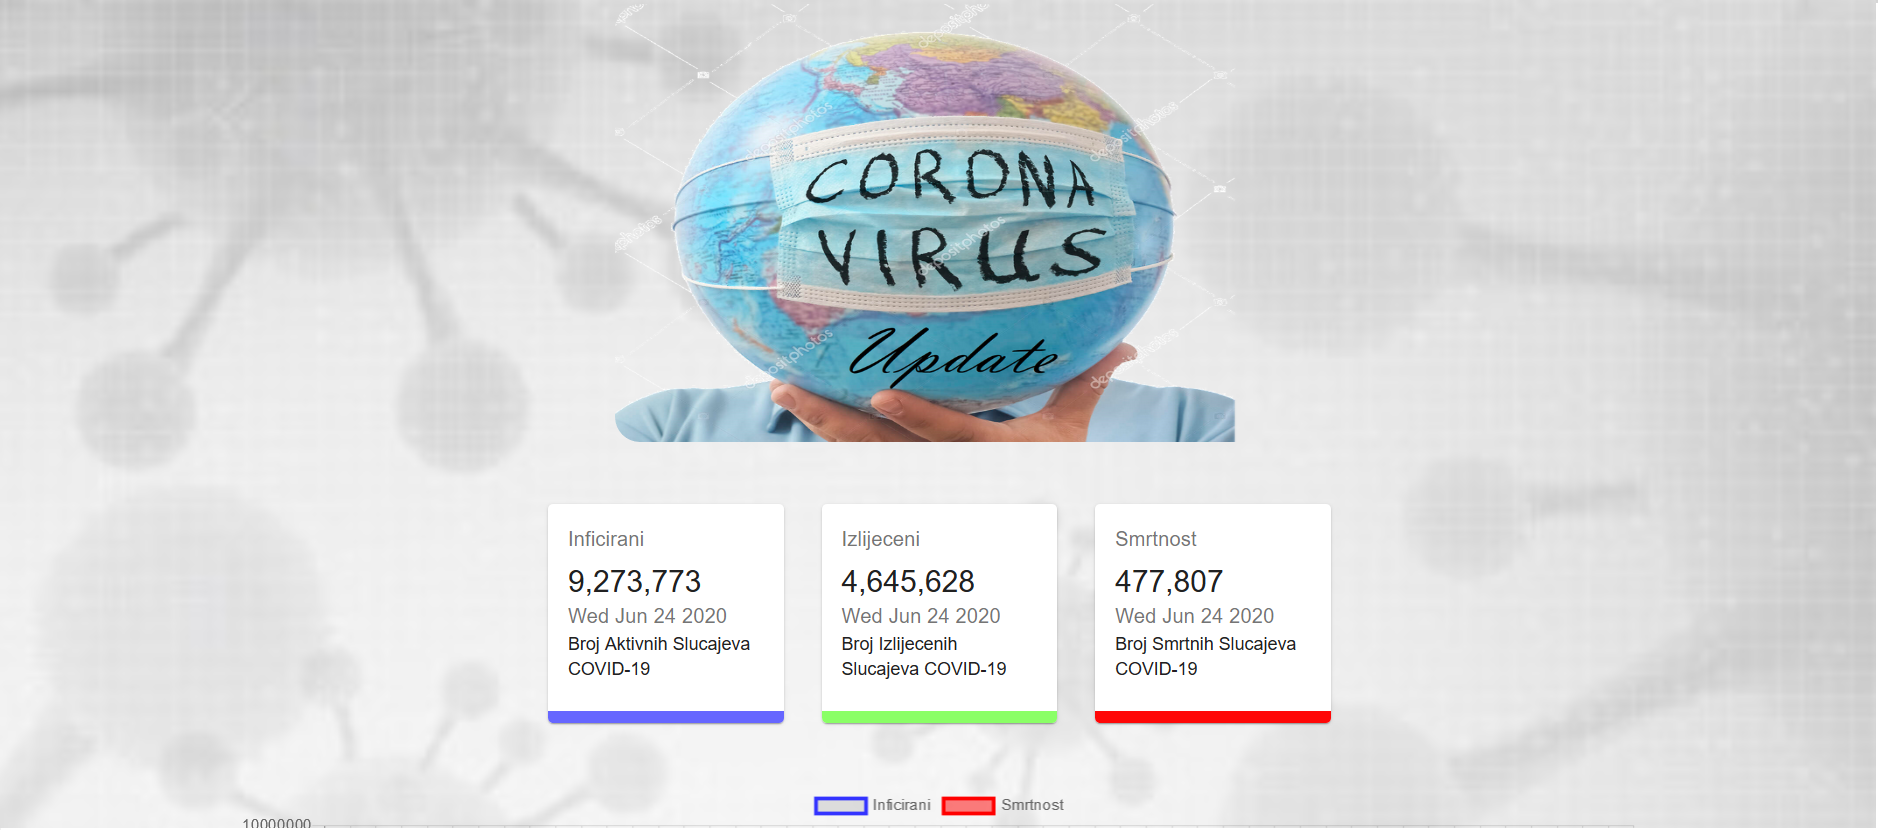 depositphotos
CORONA
VIRUS
Update
Inficirani
9,273,773
Wed Jun 24 2020
Broj Aktivnih Slucajeva
COVID-19
Izlijeceni
4,645,628
Wed Jun 24 2020
Broj Izlijecenih
Slucajeva COVID-19
Smrtnost
477,807
Wed Jun 24 2020
Broj Smrtnih Slucajeva
COVID-19
Inficirani
Smrtnost
10000000